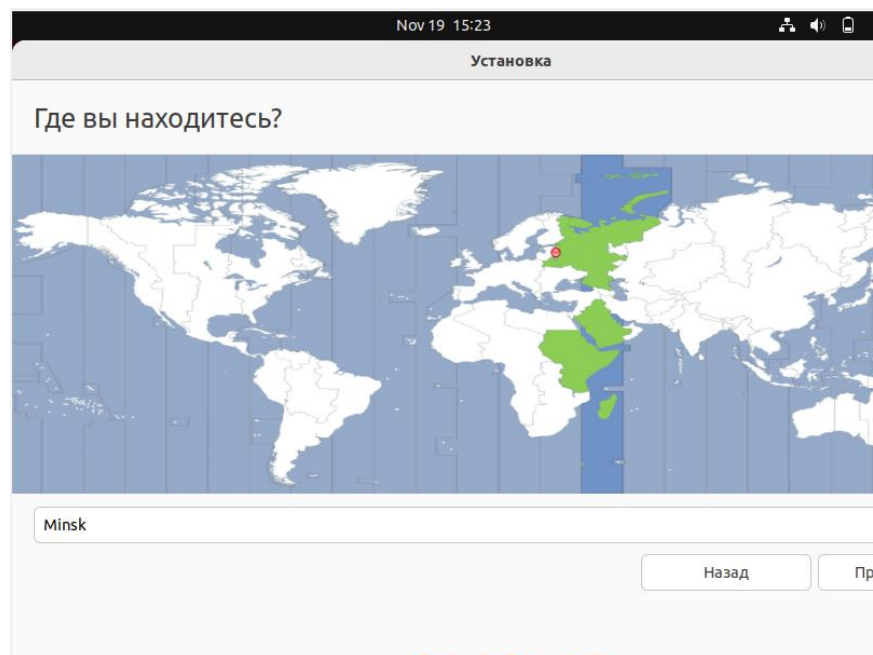 Nov 19 15:23
Установка
Где вы находитесь?
Minsk
Назад
Пр